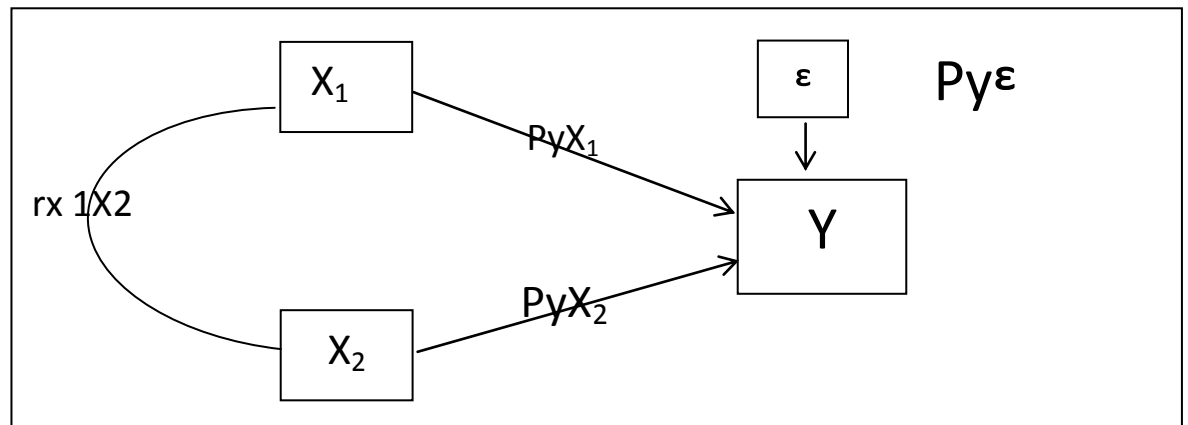 X₁
ε
Pyε
PyX₁
rx 1X2
Y
PyX₂
X₂